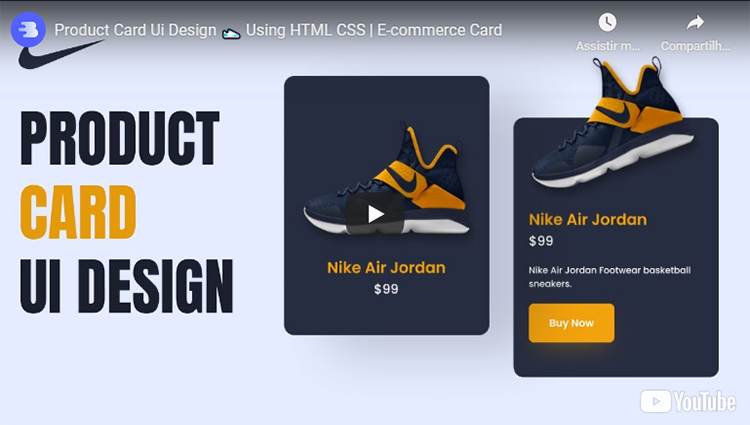 Product Card Ui Design 👟 Using HTML CSS | E-commerce Card
Assistir m...
Compartilh...
PRODUCT
CARD
UI DESIGN
Nike Air Jordan
$99
Nike Air Jordan
$99
Nike Air Jordan Footwear basketball
sneakers.
Buy Now
YouTube